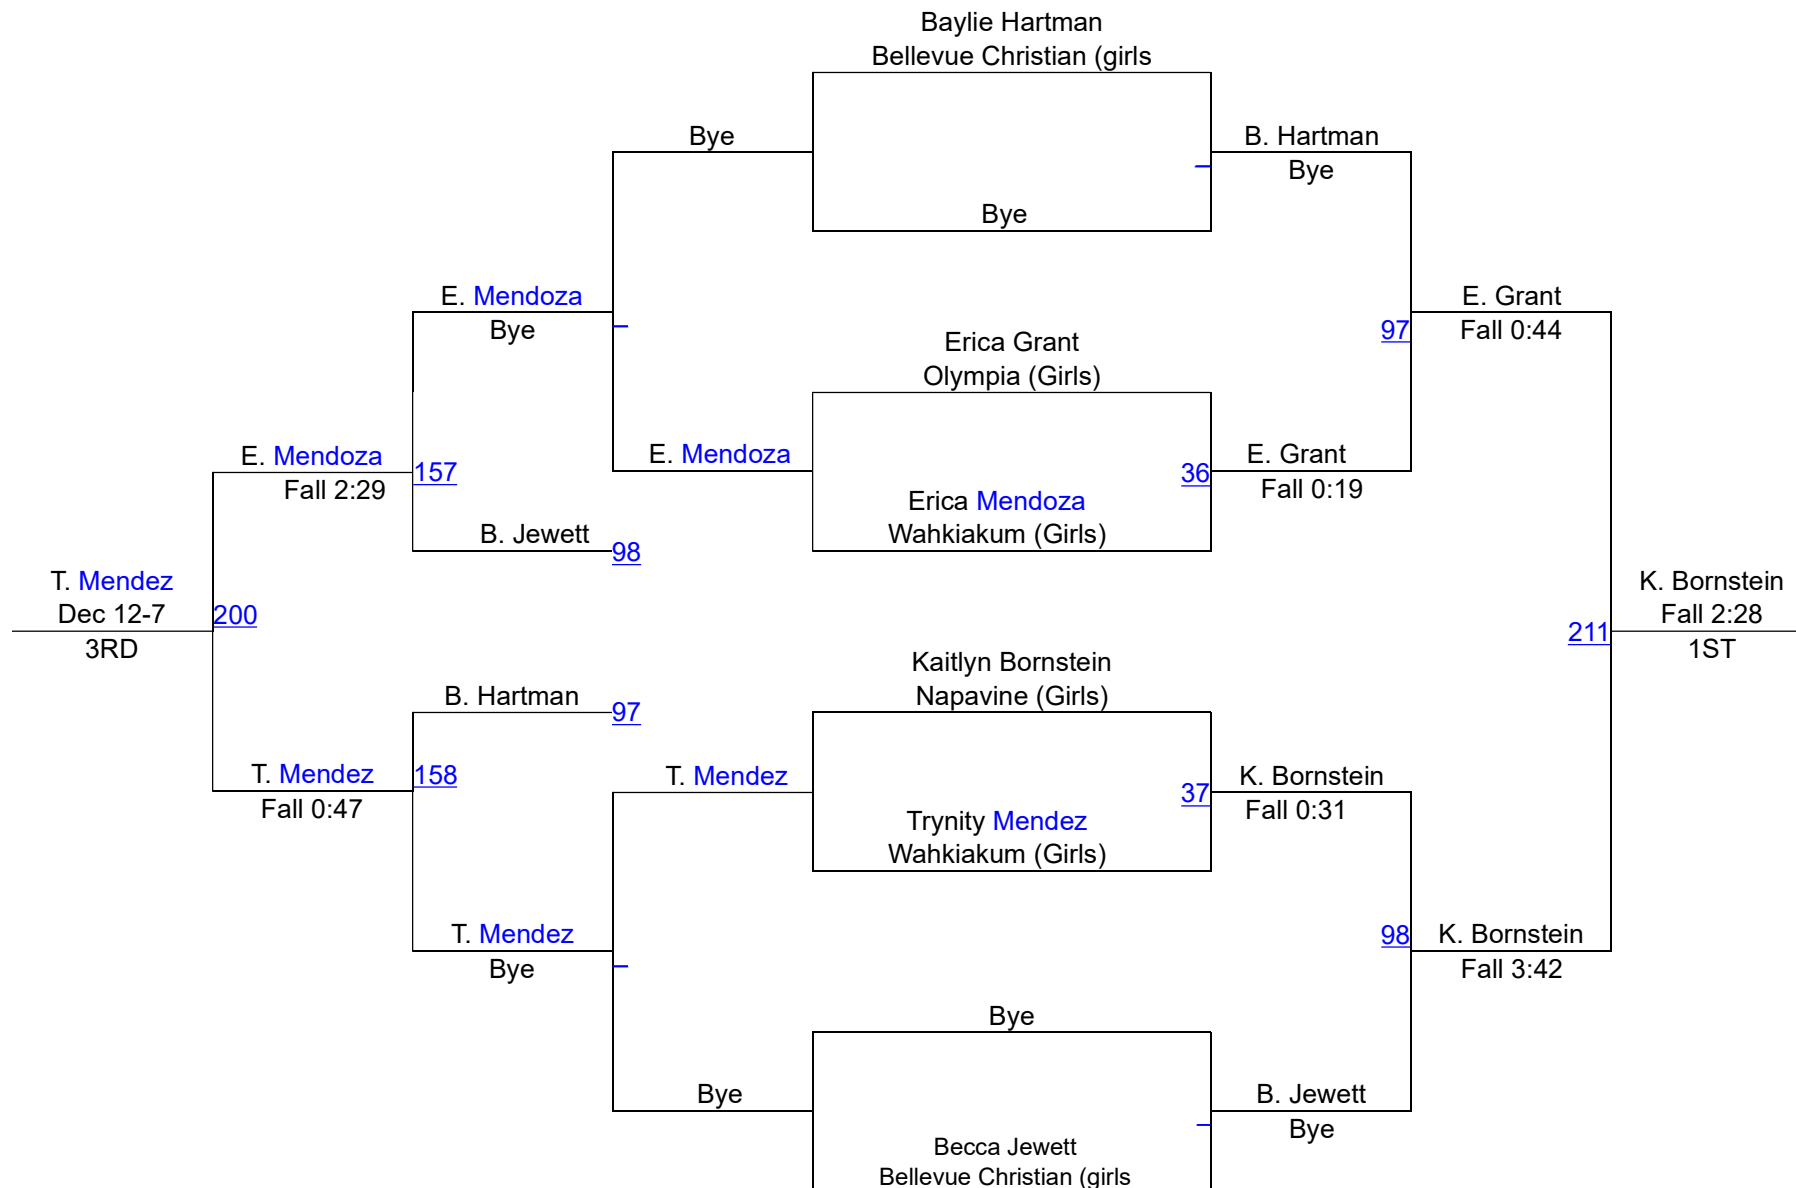 Baylie Hartman
Bellevue Christian (girls
Bye
B. Hartman
Bye
Bye
E. Mendoza
Bye
E. Grant
Fall 0:44
97
Erica Grant
Olympia (Girls)
E. Mendoza
Fall 2:29
157
E. Mendoza
36
E. Grant
Fall 0:19
Erica Mendoza
Wahkiakum (Girls)
B. Jewett
98
T. Mendez
Dec 12-7
3RD
200
K. Bornstein
Fall 2:28
1ST
211
Kaitlyn Bornstein
Napavine (Girls)
B. Hartman
97
T. Mendez
Fall 0:47
158
T. Mendez
37
K. Bornstein
Fall 0:31
Trynity Mendez
Wahkiakum (Girls)
T. Mendez
Bye
98
K. Bornstein
Fall 3:42
Bye
Bye
B. Jewett
Bye
Becca Jewett
Bellevue Christian (girls